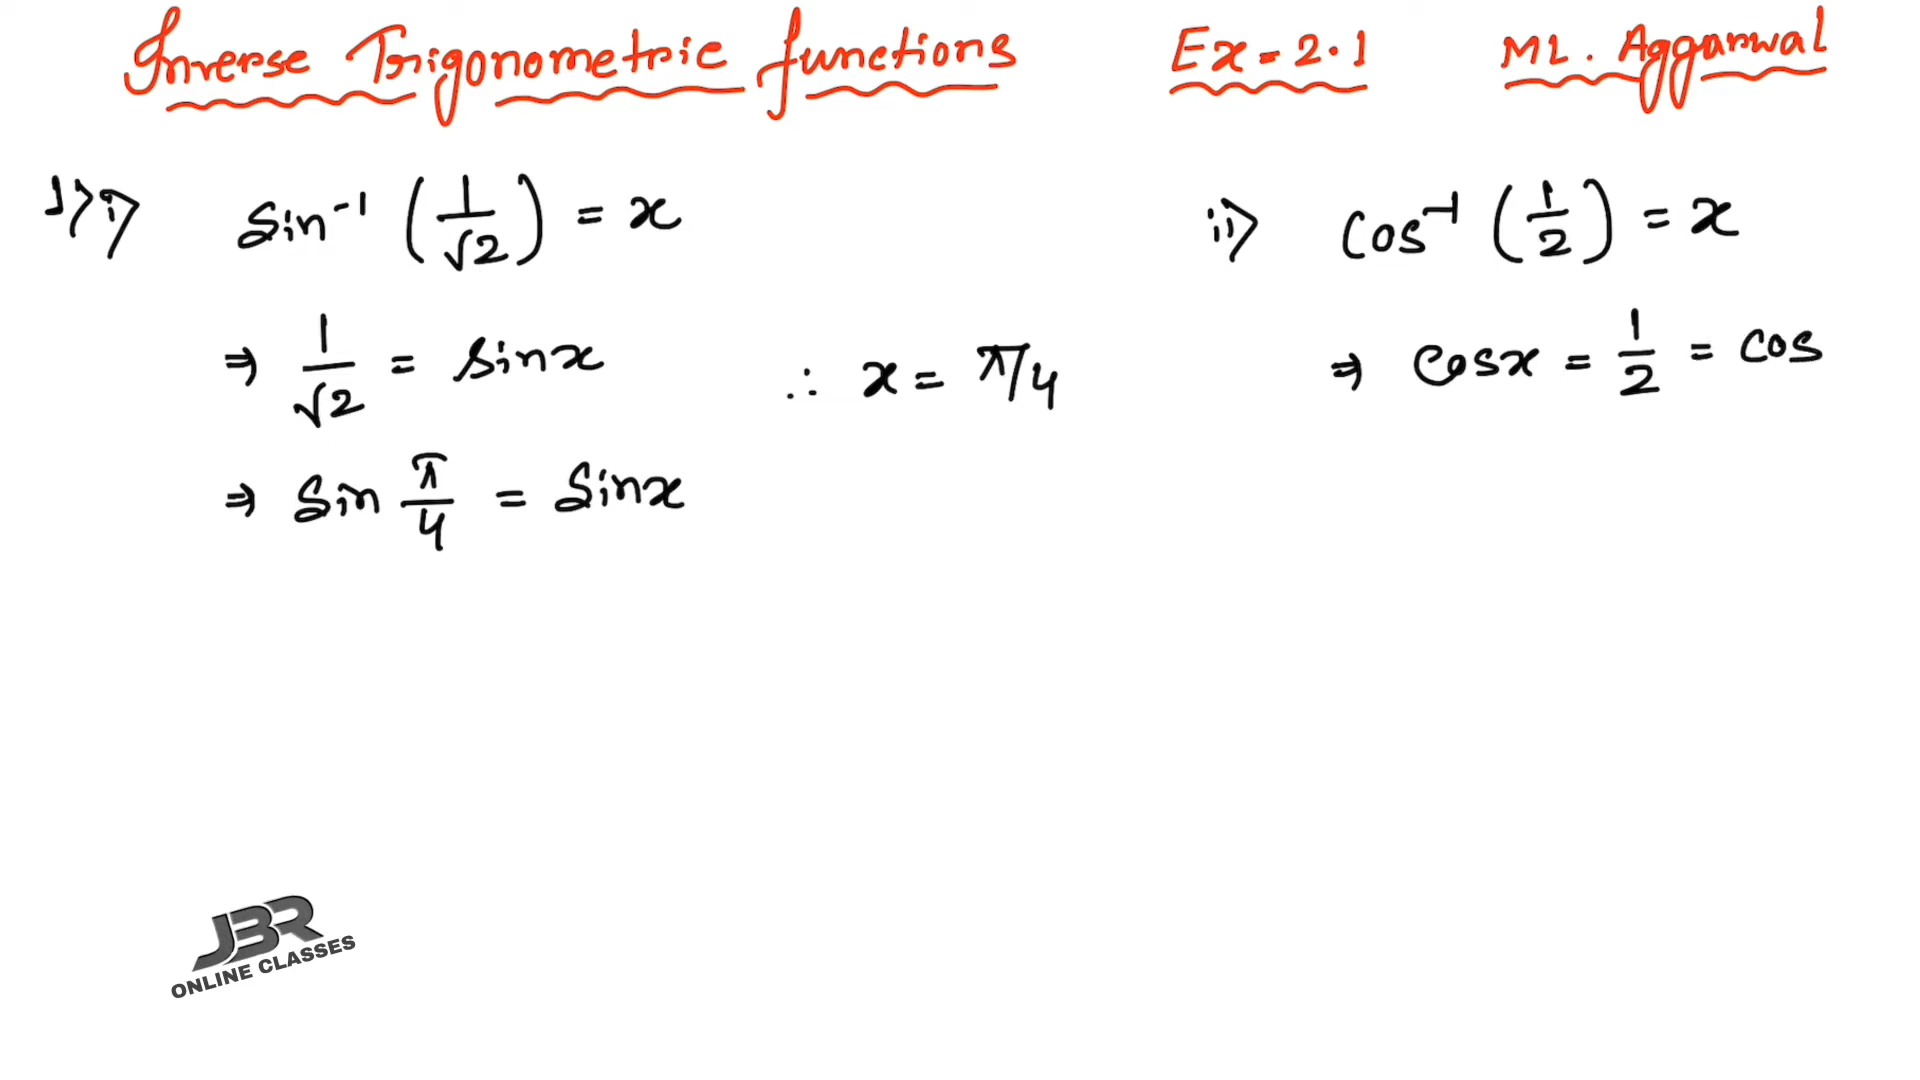 Inverse Trigonometric functions Ex-2.1 ML. Aggarwal
1> i> sin⁻¹ (1/√2) = x
⇒ 1/√2 = sinx
⇒ sin π/4 = sinx
∴ x = π/4
ii> cos⁻¹ (1/2) = x
⇒ cosx = 1/2 = cos
JBR
ONLINE CLASSES